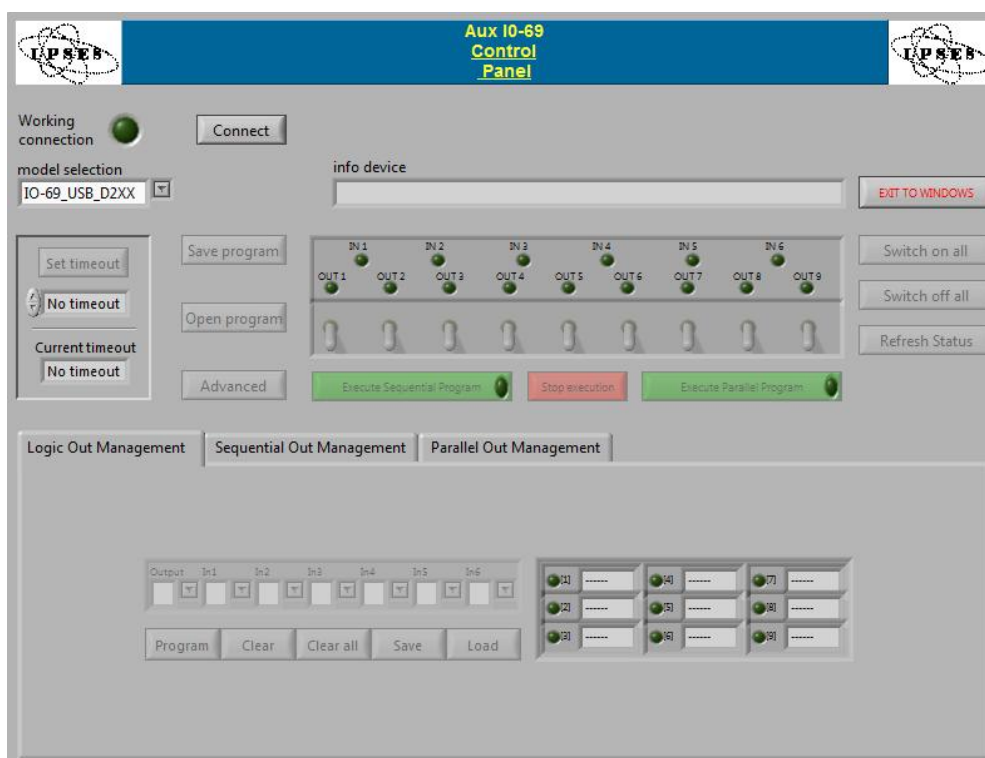 IPSES
Aux IO-69
Control
Panel
IPSES
Working
connection
Connect
model selection
IO-69_USB_D2XX
info device
EXIT TO WINDOWS
Set timeout
No timeout
Current timeout
No timeout
Save program
Open program
Advanced
IN 1 IN 2 IN 3 IN 4 IN 5 IN 6
OUT 1 OUT 2 OUT 3 OUT 4 OUT 5 OUT 6 OUT 7 OUT 8 OUT 9
Switch on all
Switch off all
Refresh Status
Execute Sequential Program
Stop execution
Execute Parallel Program
Logic Out Management
Sequential Out Management
Parallel Out Management
Output In1 In2 In3 In4 In5 In6
Program Clear Clear all Save Load
[1] ------ [4] ------ [7] ------
[2] ------ [5] ------ [8] ------
[3] ------ [6] ------ [9] ------